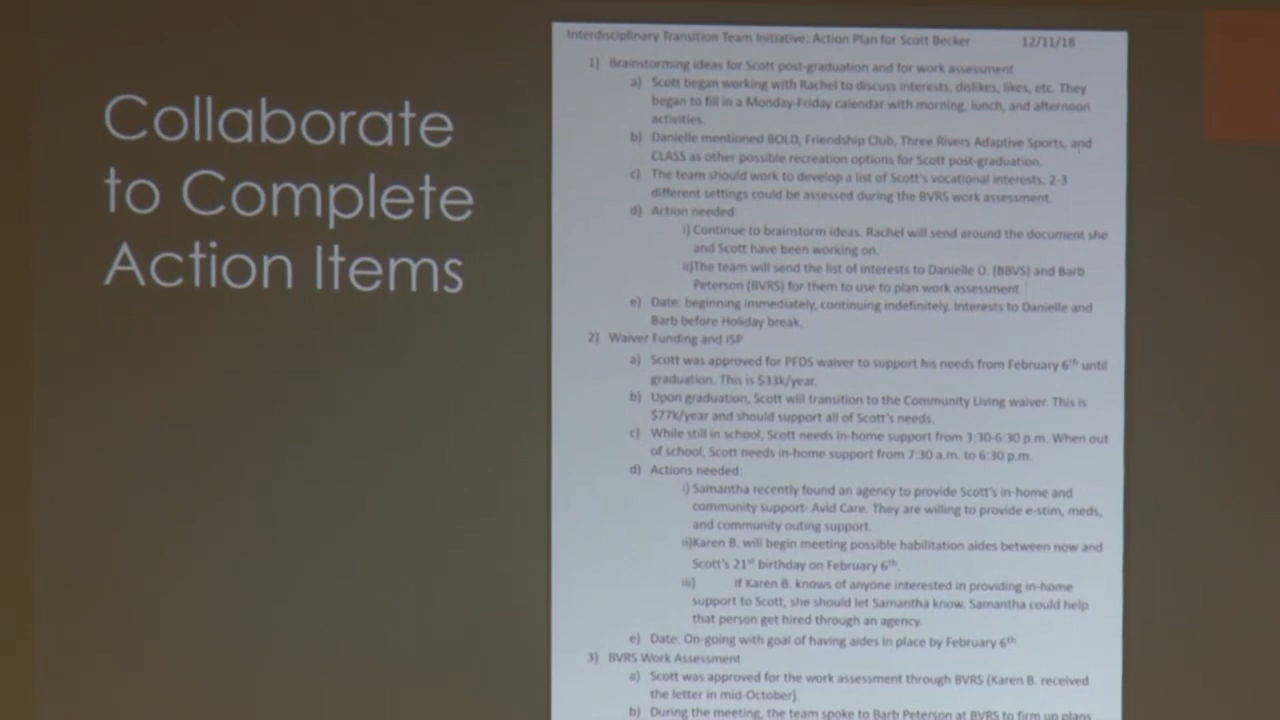 Collaborate
to Complete
Action Items
Interdisciplinary Transition Team Initiative: Action Plan for Scott Becker 12/11/18
1) Brainstorming ideas for Scott post-graduation and for work assessment
a) Scott began working with Rachel to discuss interests, dislikes, likes, etc. They
began to fill in a Monday-Friday calendar with morning, lunch, and afternoon
activities.
b) Danielle mentioned BOLD, Friendship Club, Three Rivers Adaptive Sports, and
CLASS as other possible recreation options for Scott post-graduation.
c) The team should work to develop a list of Scott's vocational interests. 2-3
different settings could be assessed during the BVRS work assessment.
d) Action needed:
i) Continue to brainstorm ideas. Rachel will send around the document she
and Scott have been working on.
ii)The team will send the list of interests to Danielle D. (BBVS) and Barb
Peterson (BVRS) for them to use to plan work assessment.
e) Date: beginning immediately, continuing indefinitely. Interests to Danielle and
Barb before Holiday break.
2) Waiver Funding and ISP
a) Scott was approved for PFDS waiver to support his needs from February 6th until
graduation. This is $33k/year.
b) Upon graduation, Scott will transition to the Community Living waiver. This is
$77k/year and should support all of Scott's needs.
c) While still in school, Scott needs in-home support from 3:30-6:30 p.m. When out
of school, Scott needs in-home support from 7:30 a.m. to 6:30 p.m.
d) Actions needed:
i) Samantha recently found an agency to provide Scott's in-home and
community support- Avid Care. They are willing to provide e-stim, meds,
and community outing support.
ii)Karen B. will begin meeting possible habilitation aides between now and
Scott's 21st birthday on February 6th.
iii) If Karen B. knows of anyone interested in providing in-home
support to Scott, she should let Samantha know. Samantha could help
that person get hired through an agency.
e) Date: On-going with goal of having aides in place by February 6th
3) BVRS Work Assessment
a) Scott was approved for the work assessment through BVRS (Karen B. received
the letter in mid-October).
b) During the meeting, the team spoke to Barb Peterson at BVRS to firm up plans